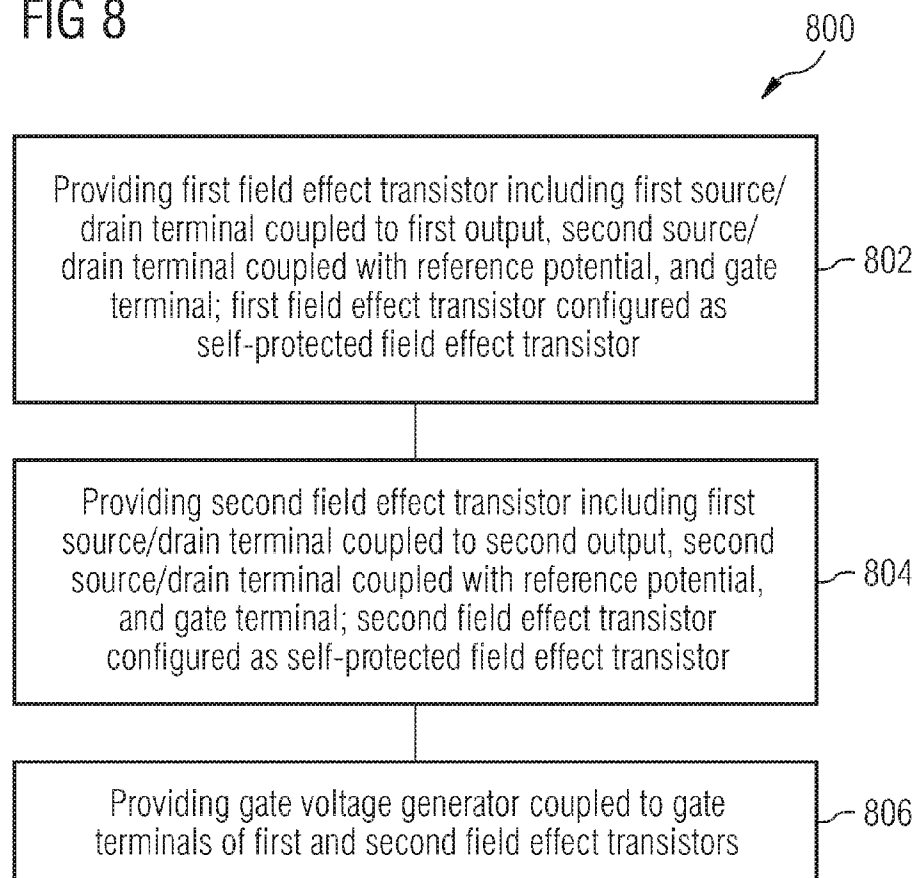 FIG 8
800
Providing first field effect transistor including first source/
drain terminal coupled to first output, second source/
drain terminal coupled with reference potential, and gate
terminal; first field effect transistor configured as
self-protected field effect transistor
802
Providing second field effect transistor including first
source/drain terminal coupled to second output, second
source/drain terminal coupled with reference potential,
and gate terminal; second field effect transistor
configured as self-protected field effect transistor
804
Providing gate voltage generator coupled to gate
terminals of first and second field effect transistors
806